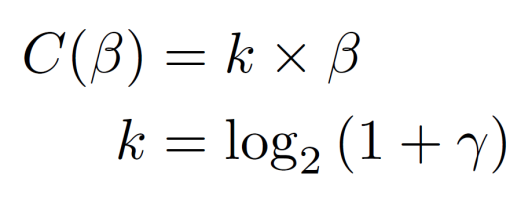 C(β) = k × β
k = log₂ (1 + γ)